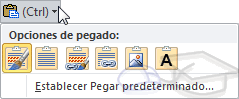 (Ctrl)
Opciones de pegado:
A
Establecer Pegar predeterminado...